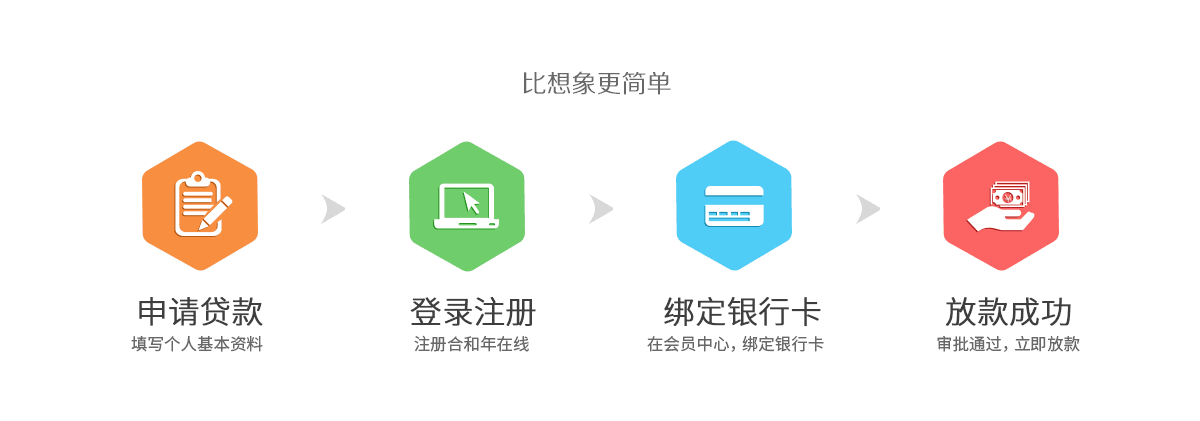 比想象更简单
申请贷款
填写个人基本资料
登录注册
注册合和年在线
绑定银行卡
在会员中心，绑定银行卡
放款成功
审批通过，立即放款